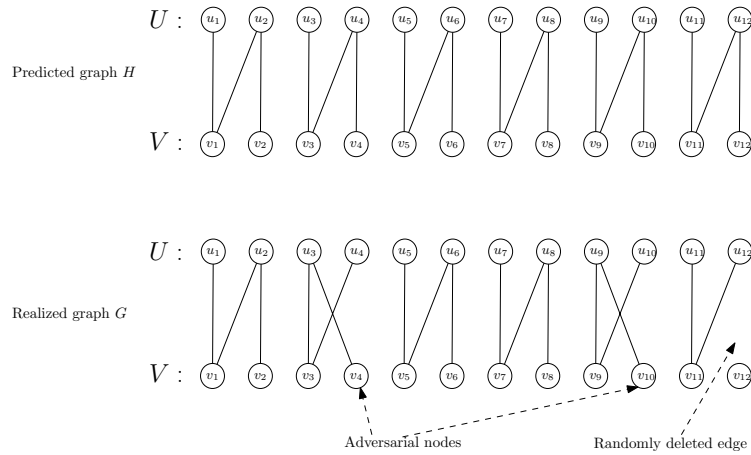 U : u₁ u₂ u₃ u₄ u₅ u₆ u₇ u₈ u₉ u₁₀ u₁₁ u₁₂
Predicted graph H
V : v₁ v₂ v₃ v₄ v₅ v₆ v₇ v₈ v₉ v₁₀ v₁₁ v₁₂
U : u₁ u₂ u₃ u₄ u₅ u₆ u₇ u₈ u₉ u₁₀ u₁₁ u₁₂
Realized graph G
V : v₁ v₂ v₃ v₄ v₅ v₆ v₇ v₈ v₉ v₁₀ v₁₁ v₁₂
Adversarial nodes Randomly deleted edge